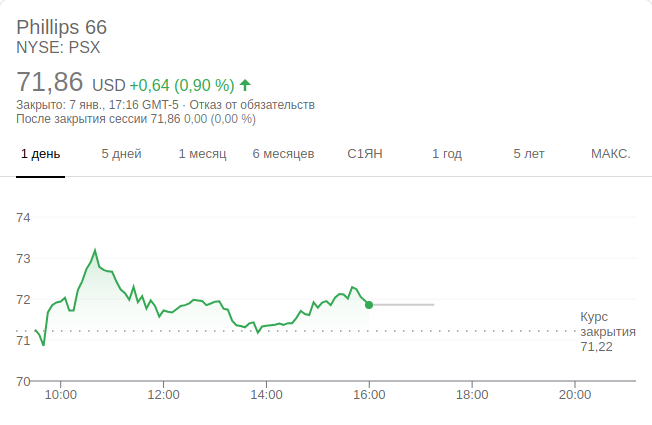 Phillips 66
NYSE: PSX
71,86 USD +0,64 (0,90 %)
Закрыто: 7 янв., 17:16 GMT-5 · Отказ от обязательств
После закрытия сессии 71,86 0,00 (0,00 %)
1 день 5 дней 1 месяц 6 месяцев С1ЯН 1 год 5 лет МАКС.
74
73
72
Курс
закрытия
71,22
71
70
10:00 12:00 14:00 16:00 18:00 20:00